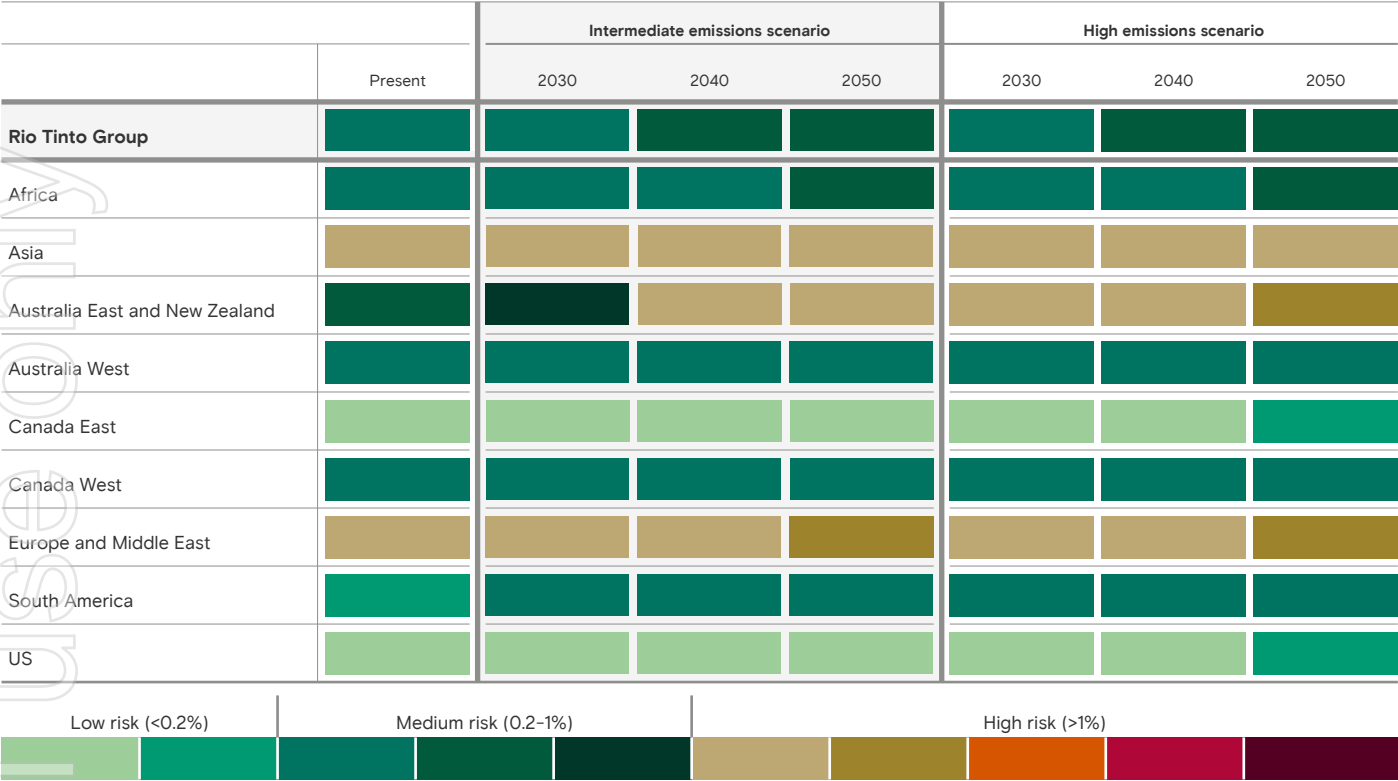 Intermediate emissions scenario High emissions scenario
Present 2030 2040 2050 2030 2040 2050
Rio Tinto Group
Africa
Asia
Australia East and New Zealand
Australia West
Canada East
Canada West
Europe and Middle East
South America
US
Low risk (<0.2%) Medium risk (0.2–1%) High risk (>1%)
use only